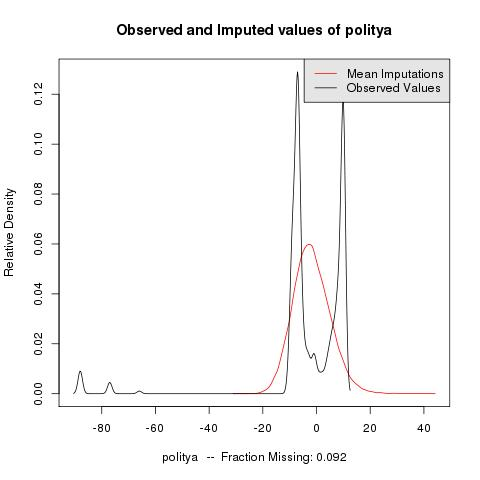 Observed and Imputed values of politya
Mean Imputations
Observed Values
Relative Density
0.12
0.10
0.08
0.06
0.04
0.02
0.00
-80 -60 -40 -20 0 20 40
politya -- Fraction Missing: 0.092